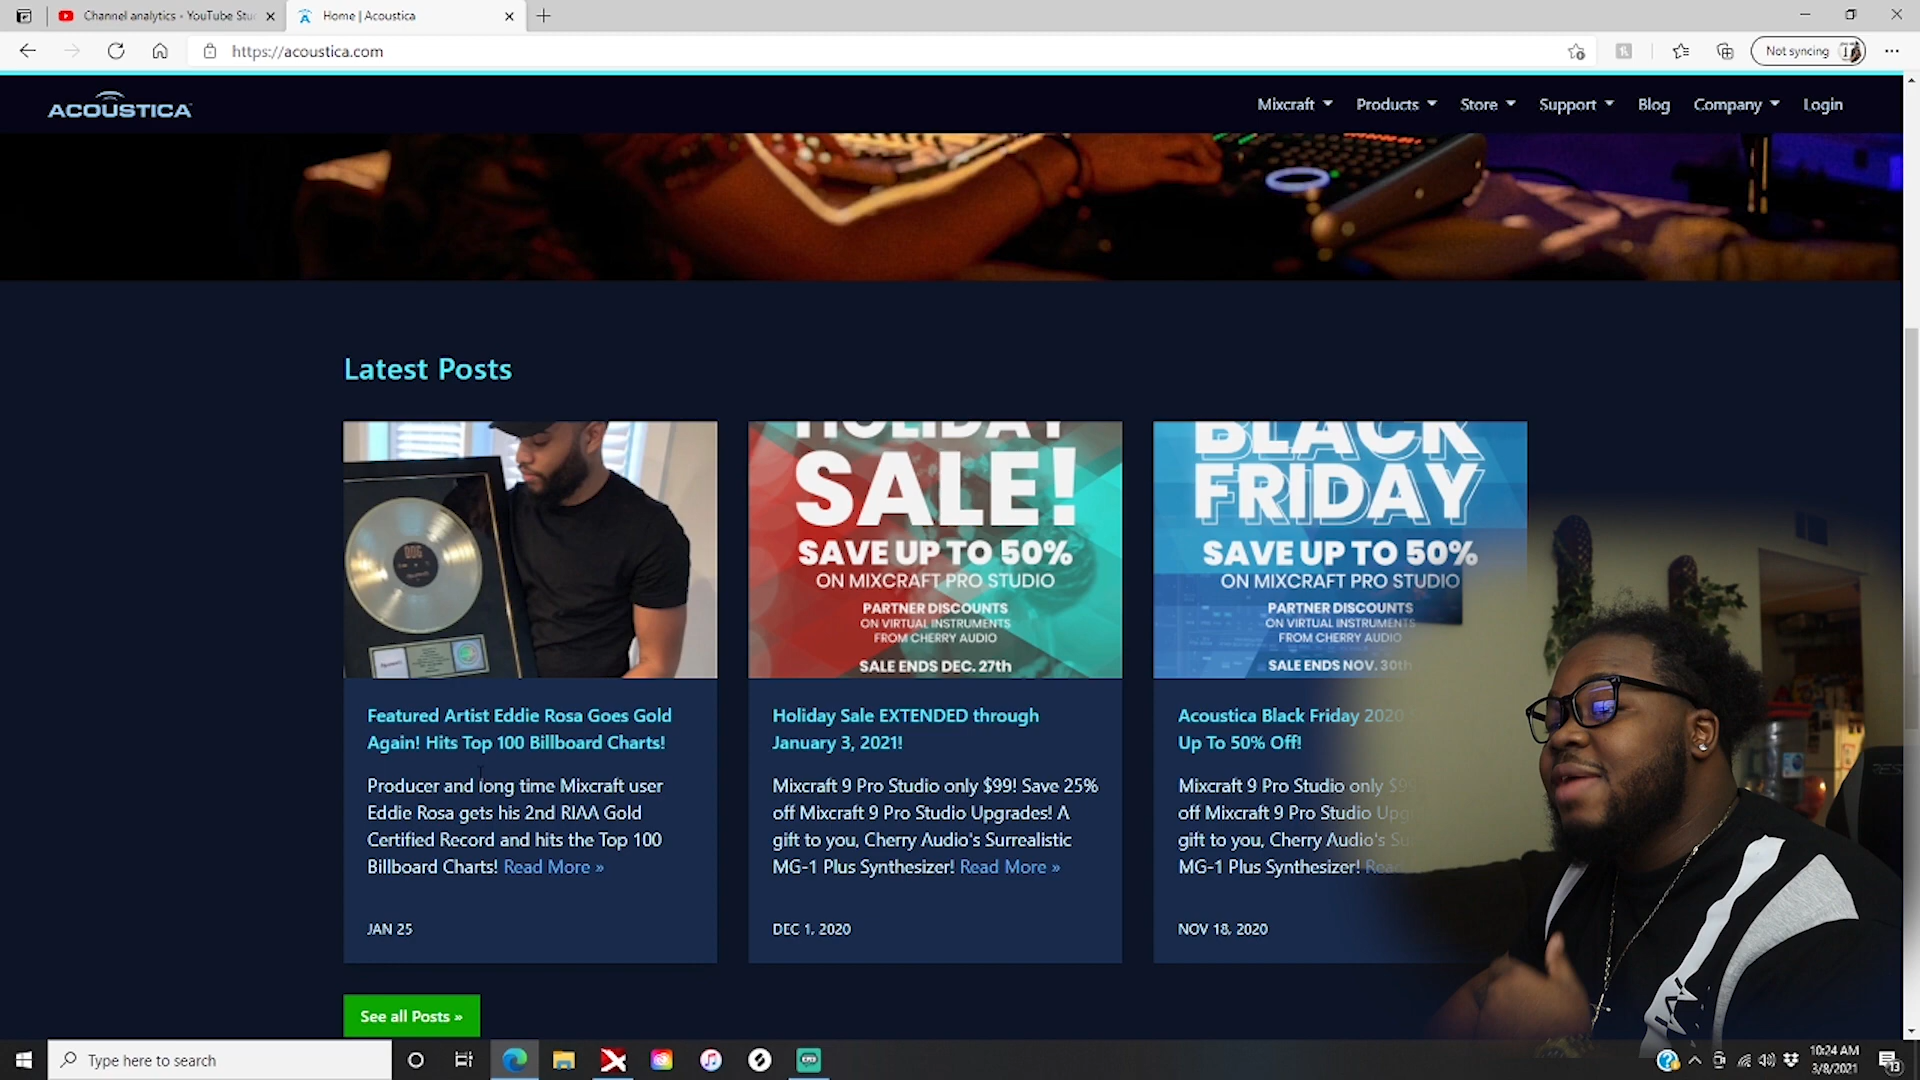 Channel analytics - YouTube Stu
Home | Acoustica
https://acoustica.com
Not syncing
ACOUSTICA
Mixcraft
Products
Store
Support
Blog
Company
Login
Latest Posts
HOLIDAY
SALE!
SAVE UP TO 50%
ON MIXCRAFT PRO STUDIO
PARTNER DISCOUNTS
ON VIRTUAL INSTRUMENTS
FROM CHERRY AUDIO
SALE ENDS DEC. 27th
BLACK
FRIDAY
SAVE UP TO 50%
ON MIXCRAFT PRO STUDIO
PARTNER DISCOUNTS
ON VIRTUAL INSTRUMENTS
FROM CHERRY AUDIO
SALE ENDS NOV. 30th
Featured Artist Eddie Rosa Goes Gold
Again! Hits Top 100 Billboard Charts!
Producer and long time Mixcraft user
Eddie Rosa gets his 2nd RIAA Gold
Certified Record and hits the Top 100
Billboard Charts! Read More »
JAN 25
Holiday Sale EXTENDED through
January 3, 2021!
Mixcraft 9 Pro Studio only $99! Save 25%
off Mixcraft 9 Pro Studio Upgrades! A
gift to you, Cherry Audio's Surrealistic
MG-1 Plus Synthesizer! Read More »
DEC 1, 2020
Acoustica Black Friday 2020
Up To 50% Off!
Mixcraft 9 Pro Studio only
off Mixcraft 9 Pro Studio
gift to you, Cherry Audio's
MG-1 Plus Synthesizer! Read
NOV 18, 2020
See all Posts »
Type here to search
10:24 AM
3/8/2021
13